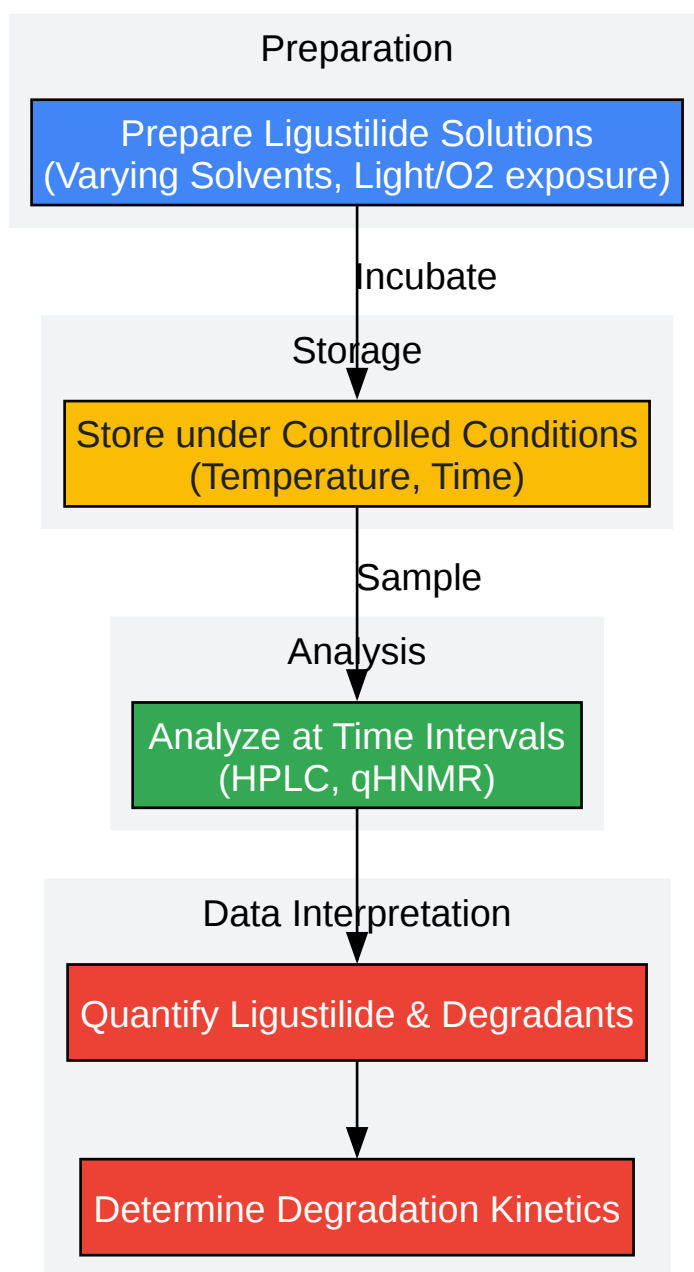 Preparation
Prepare Ligustilide Solutions
(Varying Solvents, Light/O2 exposure)
Incubate
Storage
Store under Controlled Conditions
(Temperature, Time)
Sample
Analysis
Analyze at Time Intervals
(HPLC, qHNMR)
Data Interpretation
Quantify Ligustilide & Degradants
Determine Degradation Kinetics